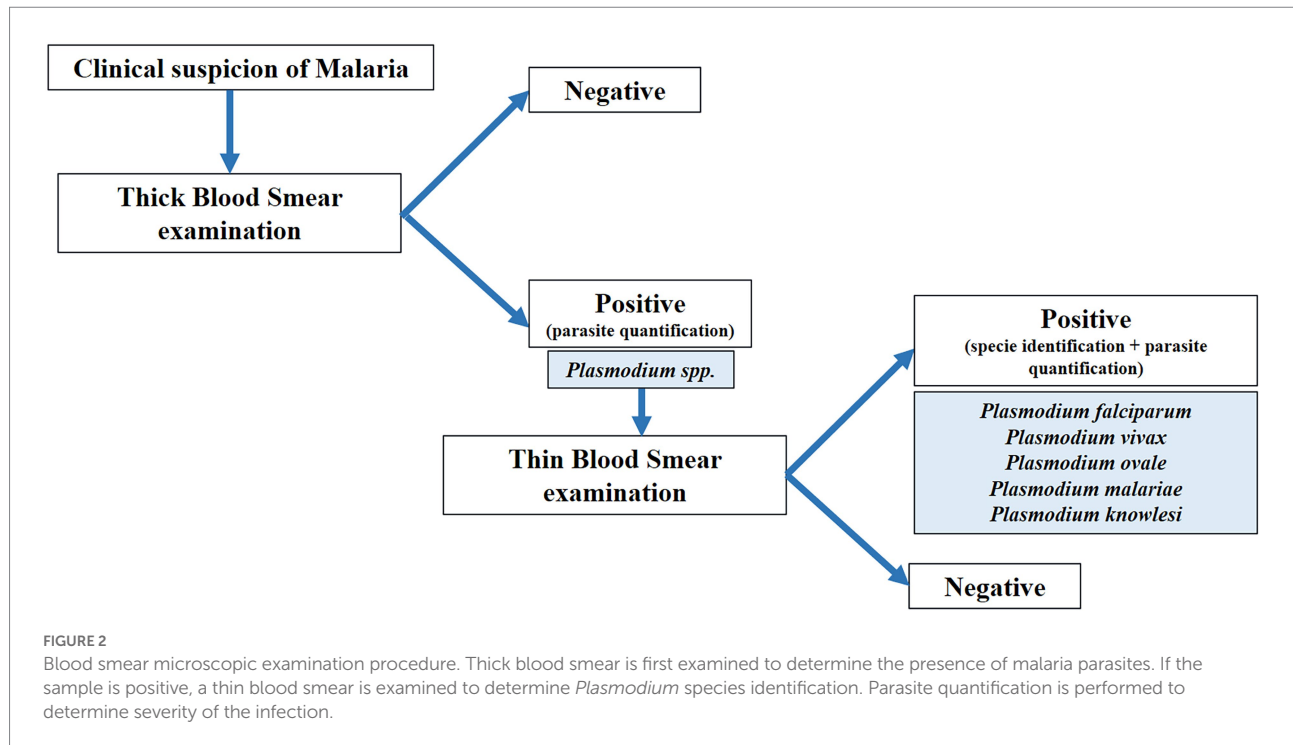 Clinical suspicion of Malaria
Negative
Thick Blood Smear
examination
Positive
(parasite quantification)
Plasmodium spp.
Thin Blood Smear
examination
Positive
(specie identification + parasite
quantification)
Plasmodium falciparum
Plasmodium vivax
Plasmodium ovale
Plasmodium malariae
Plasmodium knowlesi
Negative
FIGURE 2
Blood smear microscopic examination procedure. Thick blood smear is first examined to determine the presence of malaria parasites. If the
sample is positive, a thin blood smear is examined to determine Plasmodium species identification. Parasite quantification is performed to
determine severity of the infection.